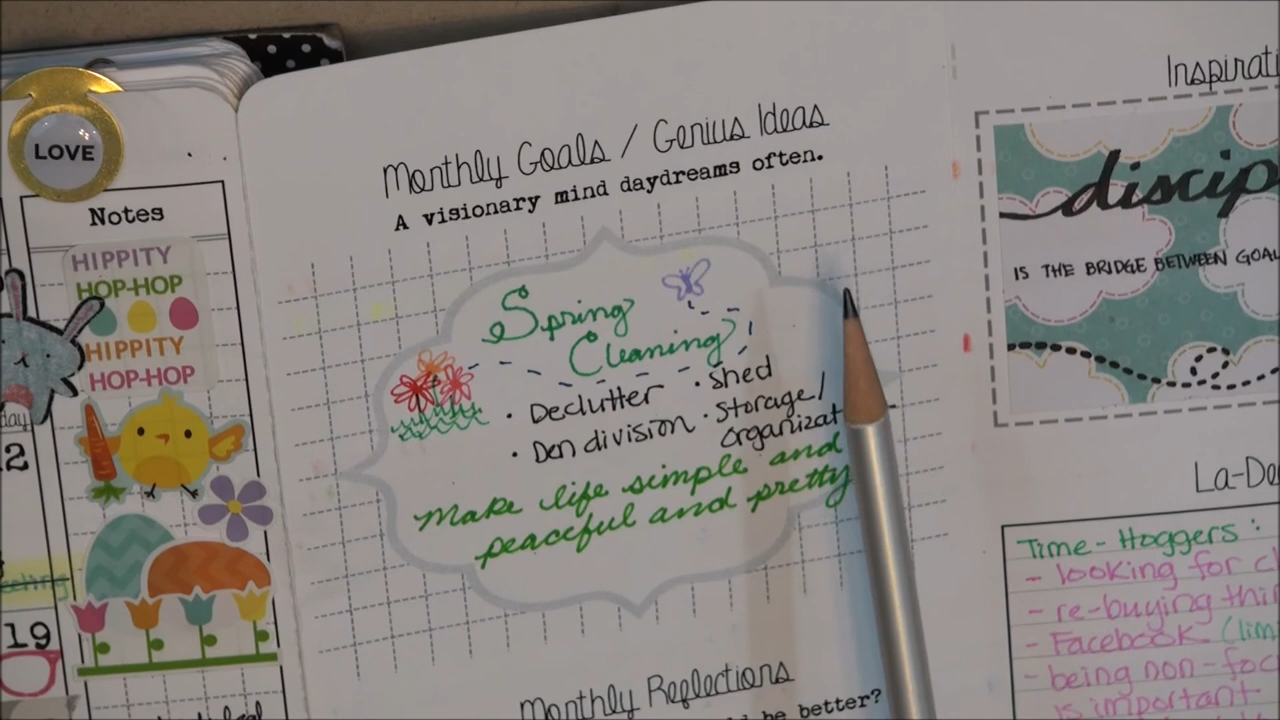 LOVE
Notes
HIPPITY
HOP-HOP
HIPPITY
HOP-HOP
day
2
19
Monthly Goals / Genius Ideas
A visionary mind daydreams often.
Spring
Cleaning
• Declutter
• Den division
• Shed
• Storage/
Organizat
Make life simple and
peaceful and pretty
Monthly Reflections
be better?
Inspirati
discip
IS THE BRIDGE BETWEEN GOAL
La-De
Time-Hoggers:
- looking for c
- re-buying thin
- Facebook (lim
- being non-foc
is important